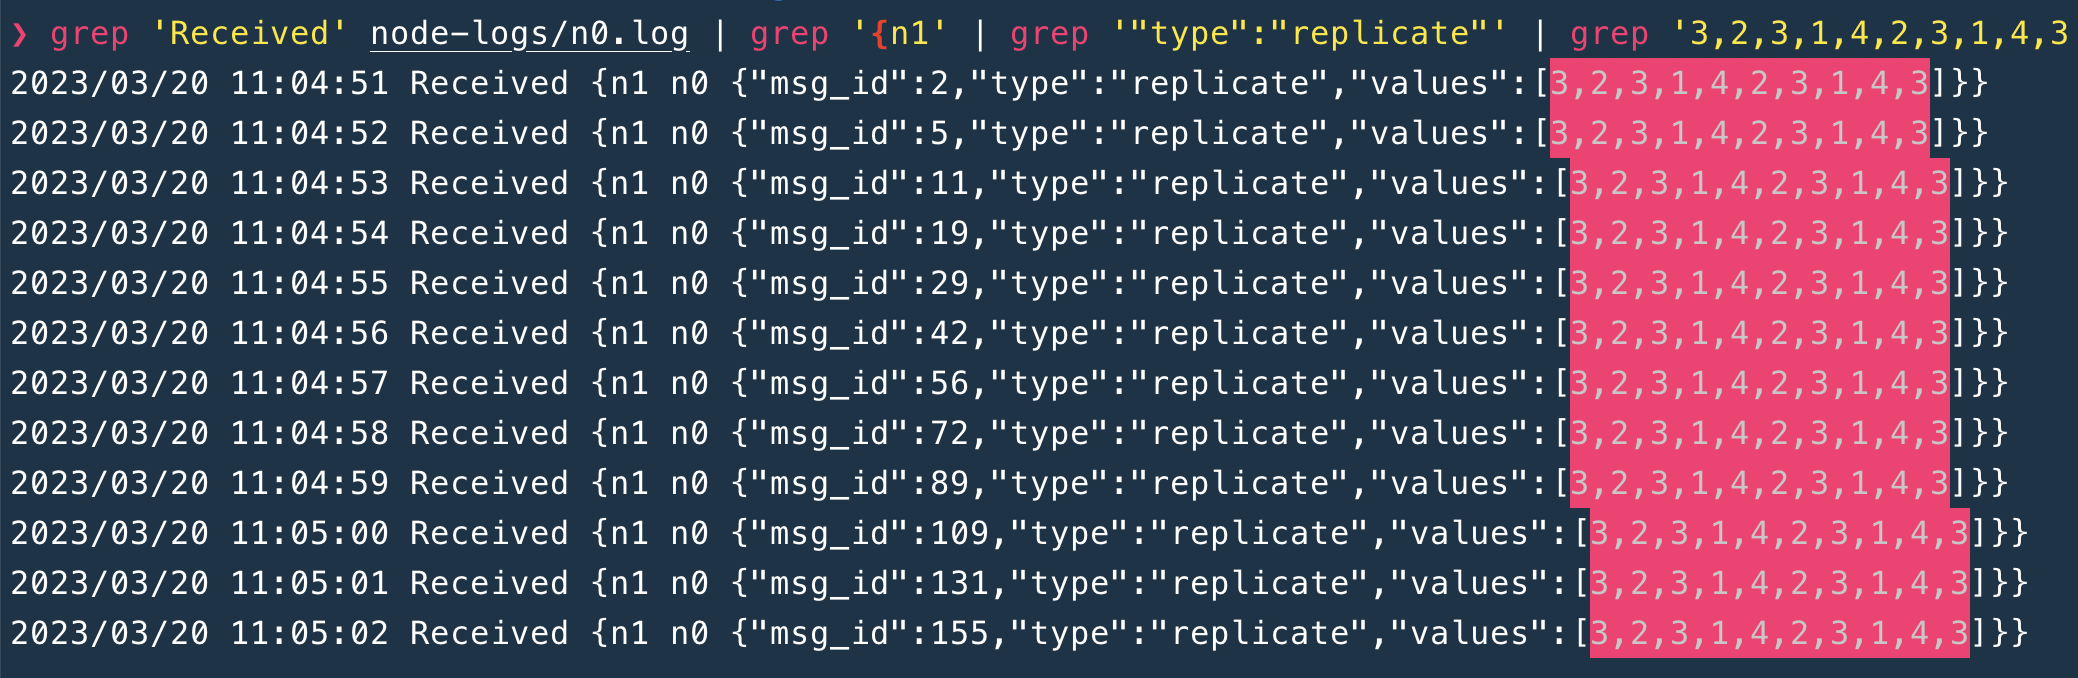 ❯ grep 'Received' node-logs/n0.log | grep '{n1' | grep '"type":"replicate"' | grep '3,2,3,1,4,2,3,1,4,3
2023/03/20 11:04:51 Received {n1 n0 {"msg_id":2,"type":"replicate","values":[3,2,3,1,4,2,3,1,4,3]}}
2023/03/20 11:04:52 Received {n1 n0 {"msg_id":5,"type":"replicate","values":[3,2,3,1,4,2,3,1,4,3]}}
2023/03/20 11:04:53 Received {n1 n0 {"msg_id":11,"type":"replicate","values":[3,2,3,1,4,2,3,1,4,3]}}
2023/03/20 11:04:54 Received {n1 n0 {"msg_id":19,"type":"replicate","values":[3,2,3,1,4,2,3,1,4,3]}}
2023/03/20 11:04:55 Received {n1 n0 {"msg_id":29,"type":"replicate","values":[3,2,3,1,4,2,3,1,4,3]}}
2023/03/20 11:04:56 Received {n1 n0 {"msg_id":42,"type":"replicate","values":[3,2,3,1,4,2,3,1,4,3]}}
2023/03/20 11:04:57 Received {n1 n0 {"msg_id":56,"type":"replicate","values":[3,2,3,1,4,2,3,1,4,3]}}
2023/03/20 11:04:58 Received {n1 n0 {"msg_id":72,"type":"replicate","values":[3,2,3,1,4,2,3,1,4,3]}}
2023/03/20 11:04:59 Received {n1 n0 {"msg_id":89,"type":"replicate","values":[3,2,3,1,4,2,3,1,4,3]}}
2023/03/20 11:05:00 Received {n1 n0 {"msg_id":109,"type":"replicate","values":[3,2,3,1,4,2,3,1,4,3]}}
2023/03/20 11:05:01 Received {n1 n0 {"msg_id":131,"type":"replicate","values":[3,2,3,1,4,2,3,1,4,3]}}
2023/03/20 11:05:02 Received {n1 n0 {"msg_id":155,"type":"replicate","values":[3,2,3,1,4,2,3,1,4,3]}}